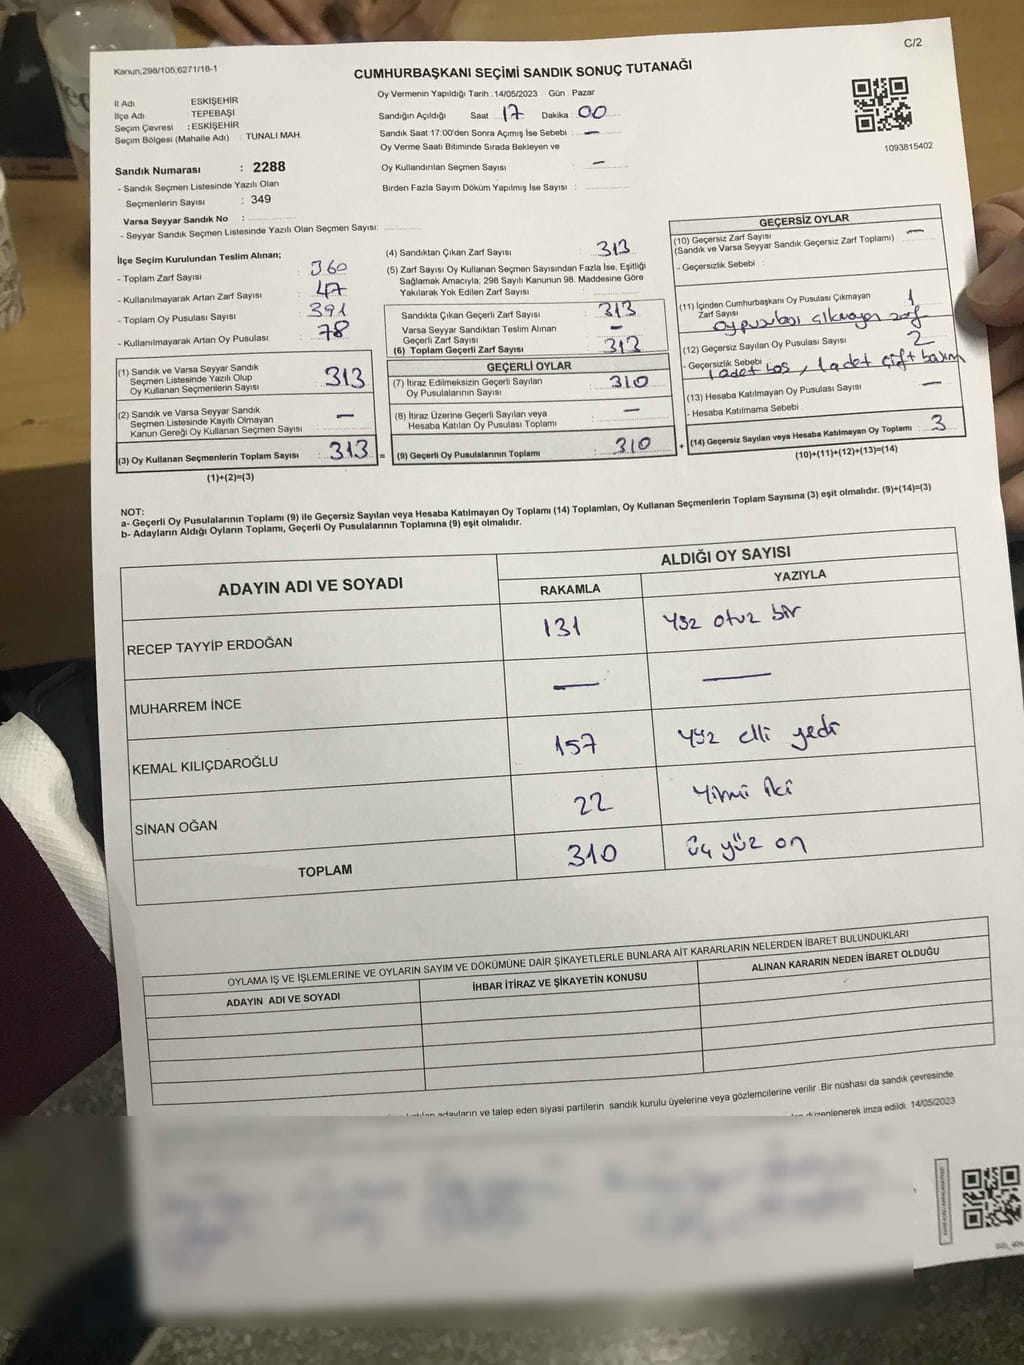 Kanun,298/105,6271/18-1
C/2
CUMHURBAŞKANI SEÇİMİ SANDIK SONUÇ TUTANAĞI
İl Adı : ESKİŞEHİR
İlçe Adı : TEPEBAŞI
Seçim Çevresi : ESKİŞEHİR
Seçim Bölgesi (Mahalle Adı) : TUNALI MAH.
Oy Vermenin Yapıldığı Tarih :14/05/2023 Gün : Pazar
Sandığın Açıldığı Saat : 17 Dakika : 00
Sandık Saat 17:00'den Sonra Açımış İse Sebebi : —
Oy Verme Saati Bitiminde Sırada Bekleyen ve
Oy Kullandırılan Seçmen Sayısı : —
Birden Fazla Sayım Döküm Yapılmış İse Sayısı :
1093815402
Sandık Numarası : 2288
- Sandık Seçmen Listesinde Yazılı Olan
Seçmenlerin Sayısı : 349
Varsa Seyyar Sandık No :
- Seyyar Sandık Seçmen Listesinde Yazılı Olan Seçmen Sayısı:
İlçe Seçim Kurulundan Teslim Alınan;
- Toplam Zarf Sayısı : 360
- Kullanılmayarak Artan Zarf Sayısı : 47
- Toplam Oy Pusulası Sayısı : 391
- Kullanılmayarak Artan Oy Pusulası : 78
(1) Sandık ve Varsa Seyyar Sandık
Seçmen Listesinde Yazılı Olup
Oy Kullanan Seçmenlerin Sayısı : 313
(2) Sandık ve Varsa Seyyar Sandık
Seçmen Listesinde Kayıtlı Olmayan
Kanun Gereği Oy Kullanan Seçmen Sayısı : —
(3) Oy Kullanan Seçmenlerin Toplam Sayısı : 313 =
(1)+(2)=(3)
(4) Sandıktan Çıkan Zarf Sayısı : 313
(5) Zarf Sayısı Oy Kullanan Seçmen Sayısından Fazla İse, Eşitliği
Sağlamak Amacıyla, 298 Sayılı Kanunun 98. Maddesine Göre
Yakılarak Yok Edilen Zarf Sayısı :
Sandıkta Çıkan Geçerli Zarf Sayısı : 313
Varsa Seyyar Sandıktan Teslim Alınan
Geçerli Zarf Sayısı : —
(6) Toplam Geçerli Zarf Sayısı : 313
GEÇERLİ OYLAR
(7) İtiraz Edilmeksizin Geçerli Sayılan
Oy Pusulalarının Sayısı : 310
(8) İtiraz Üzerine Geçerli Sayılan veya
Hesaba Katılan Oy Pusulası Toplamı : —
(9) Geçerli Oy Pusulalarının Toplamı : 310 +
GEÇERSİZ OYLAR
(10) Geçersiz Zarf Sayısı : —
(Sandık ve Varsa Seyyar Sandık Geçersiz Zarf Toplamı)
- Geçersizlik Sebebi :
(11) İçinden Cumhurbaşkanı Oy Pusulası Çıkmayan
Zarf Sayısı : 1
oy pusulası çıkmayan zarf
(12) Geçersiz Sayılan Oy Pusulası Sayısı : 2
- Geçersizlik Sebebi : 1 adet boş, 1 adet çift basım
(13) Hesaba Katılmayan Oy Pusulası Sayısı : —
- Hesaba Katılmama Sebebi :
(14) Geçersiz Sayılan veya Hesaba Katılmayan Oy Toplamı : 3
(10)+(11)+(12)+(13)=(14)
NOT:
a- Geçerli Oy Pusulalarının Toplamı (9) ile Geçersiz Sayılan veya Hesaba Katılmayan Oy Toplamı (14) Toplamları, Oy Kullanan Seçmenlerin Toplam Sayısına (3) eşit olmalıdır. (9)+(14)=(3)
b- Adayların Aldığı Oyların Toplamı, Geçerli Oy Pusulalarının Toplamına (9) eşit olmalıdır.
ADAYIN ADI VE SOYADI
ALDIĞI OY SAYISI
RAKAMLA YAZIYLA
RECEP TAYYİP ERDOĞAN 131 yüz otuz bir
MUHARREM İNCE — —
KEMAL KILIÇDAROĞLU 157 yüz elli yedi
SİNAN OĞAN 22 yirmi iki
TOPLAM 310 üç yüz on
OYLAMA İŞ VE İŞLEMLERİNE VE OYLARIN SAYIM VE DÖKÜMÜNE DAİR ŞİKAYETLERLE BUNLARA AİT KARARLARIN NELERDEN İBARET BULUNDUKLARI
ADAYIN ADI VE SOYADI İHBAR İTİRAZ VE ŞİKAYETİN KONUSU ALINAN KARARIN NEDEN İBARET OLDUĞU
adayların ve talep eden siyasi partilerin sandık kurulu üyelerine veya gözlemcilerine verilir .Bir nüshası da sandık çevresinde
düzenlenerek imza edildi. 14/05/2023